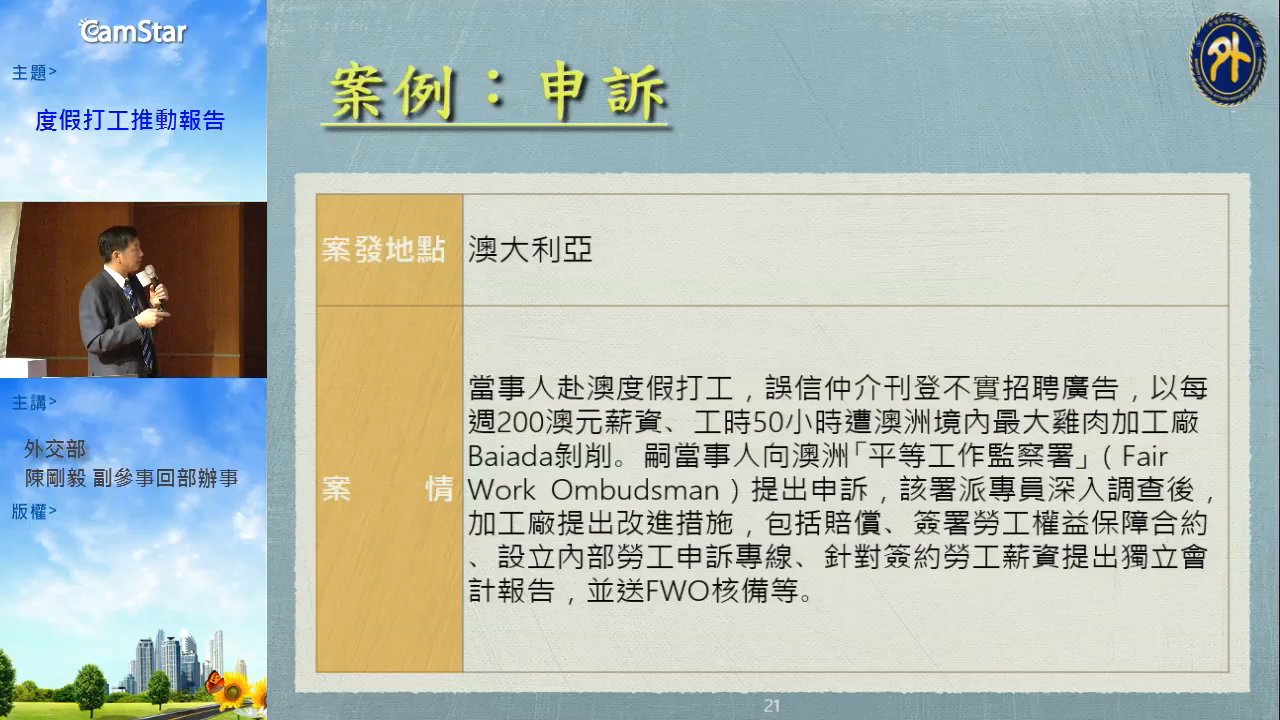 CamStar
主題>
度假打工推動報告
主講>
外交部
陳剛毅 副參事回部辦事
版權>
案例：申訴
外
案發地點
澳大利亞
案情
當事人赴澳度假打工，誤信仲介刊登不實招聘廣告，以每
週200澳元薪資、工時50小時遭澳洲境內最大雞肉加工廠
Baiada剝削。嗣當事人向澳洲「平等工作監察署」（Fair
Work Ombudsman）提出申訴，該署派專員深入調查後，
加工廠提出改進措施，包括賠償、簽署勞工權益保障合約
、設立內部勞工申訴專線、針對簽約勞工薪資提出獨立會
計報告，並送FWO核備等。
21